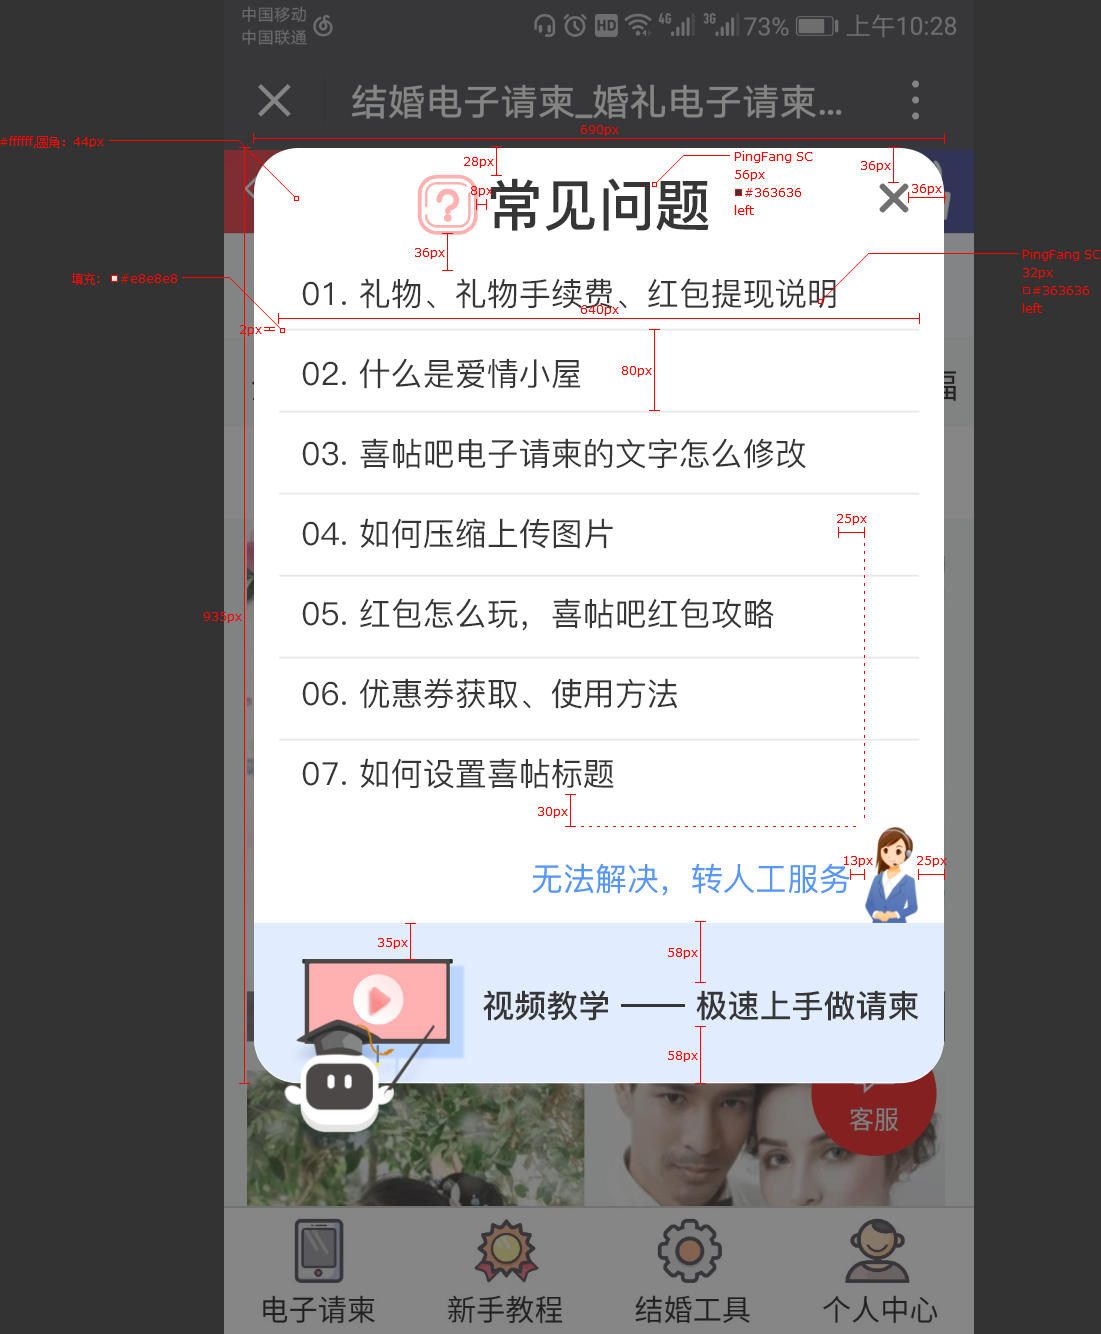 中国移动
中国联通
HD 4G 3G 73% 上午10:28
结婚电子请柬_婚礼电子请柬...
690px
#ffffff,圆角：44px
28px
PingFang SC
56px
#363636
left
36px
36px
8px
常见问题
36px
填充： #e8e8e8
PingFang SC
32px
#363636
left
01. 礼物、礼物手续费、红包提现说明
640px
2px
02. 什么是爱情小屋
80px
福
03. 喜帖吧电子请柬的文字怎么修改
25px
04. 如何压缩上传图片
05. 红包怎么玩，喜帖吧红包攻略
935px
06. 优惠券获取、使用方法
07. 如何设置喜帖标题
30px
无法解决，转人工服务
13px
25px
35px
58px
视频教学 —— 极速上手做请柬
58px
客服
电子请柬
新手教程
结婚工具
个人中心